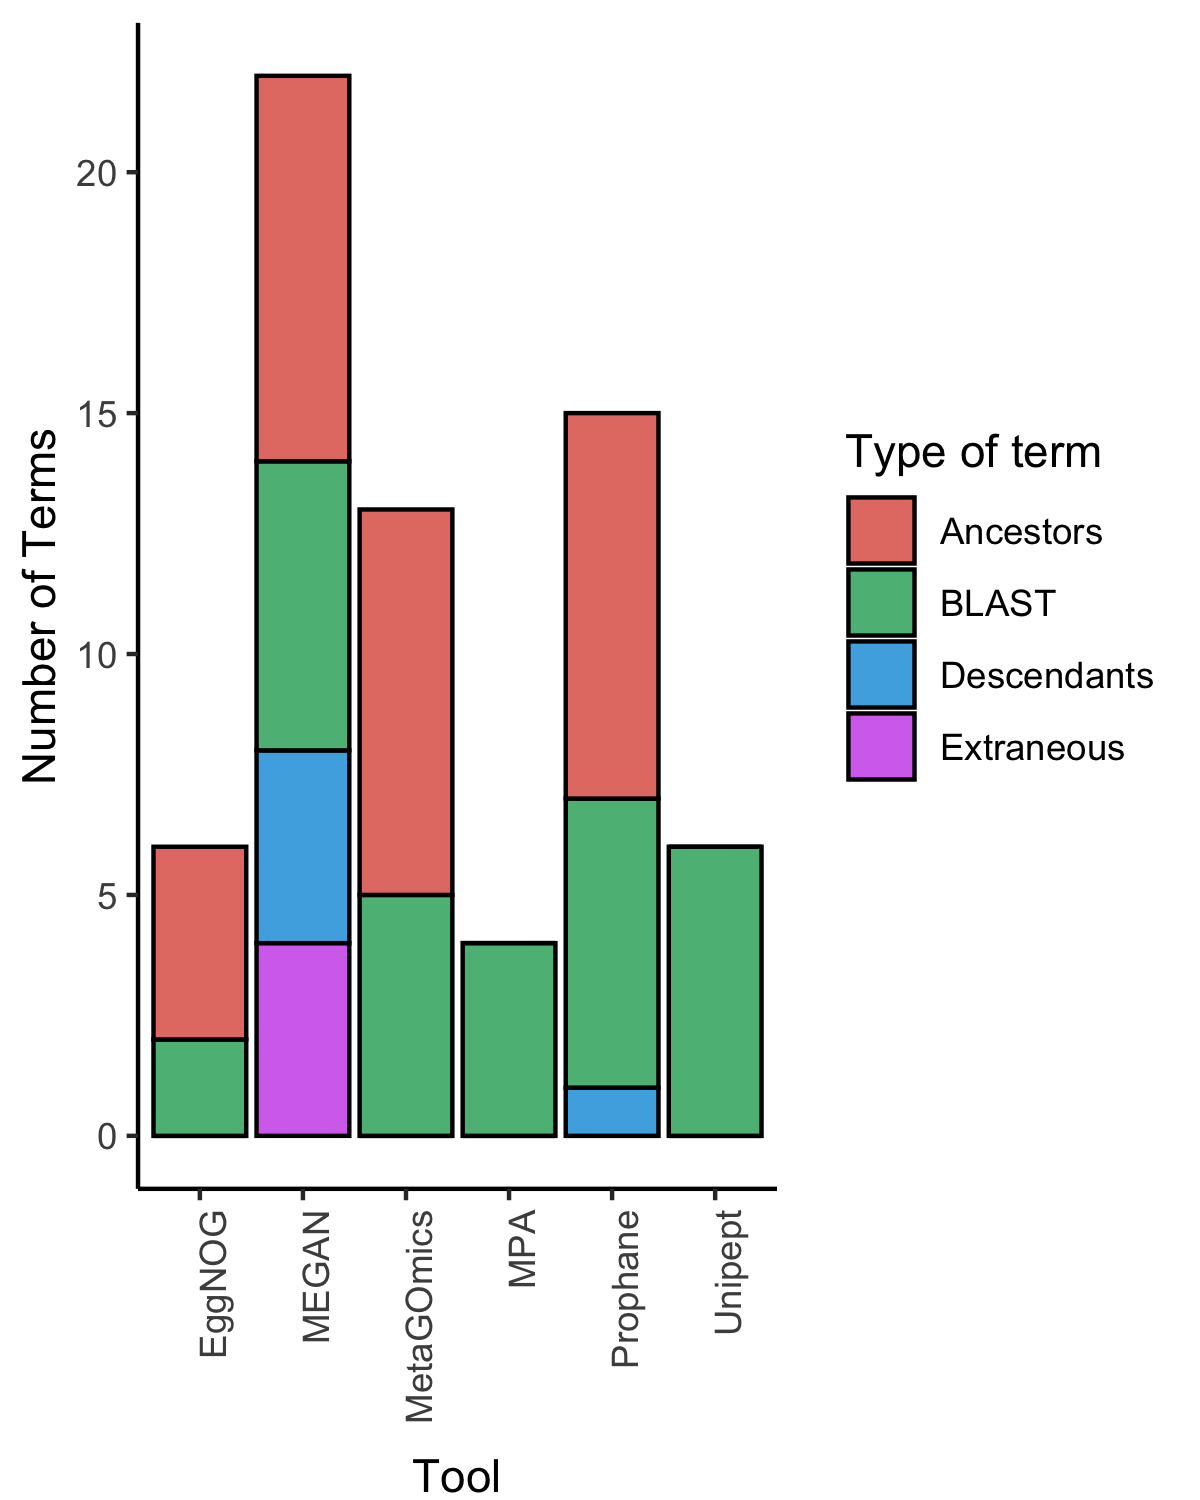 Number of Terms
20
15
10
5
0
EggNOG
MEGAN
MetaGOmics
MPA
Prophane
Unipept
Tool
Type of term
Ancestors
BLAST
Descendants
Extraneous